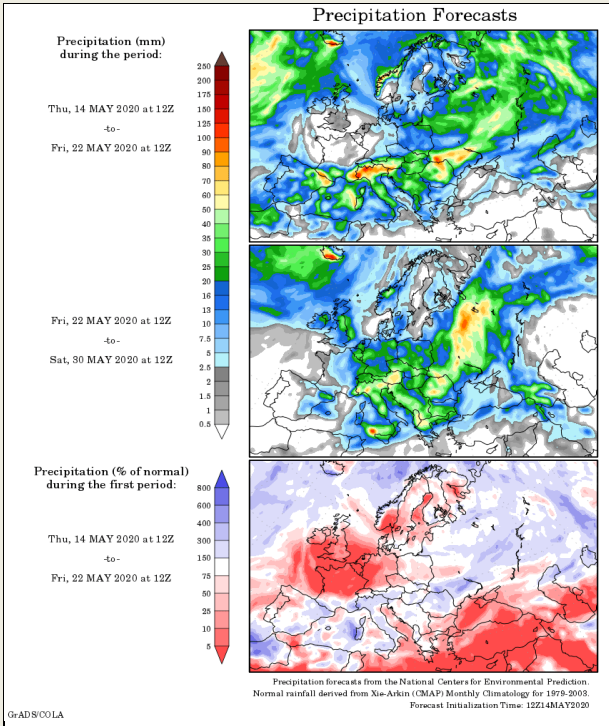 Precipitation Forecasts
Precipitation (mm)
during the period:
Thu, 14 MAY 2020 at 12Z
-to-
Fri, 22 MAY 2020 at 12Z
250
200
175
150
125
100
90
80
70
60
50
40
35
30
25
20
16
13
10
7.5
5
2.5
2
1.5
1
0.5
Fri, 22 MAY 2020 at 12Z
-to-
Sat, 30 MAY 2020 at 12Z
Precipitation (% of normal)
during the first period:
Thu, 14 MAY 2020 at 12Z
-to-
Fri, 22 MAY 2020 at 12Z
800
600
400
300
150
75
50
25
10
5
Precipitation forecasts from the National Centers for Environmental Prediction.
Normal rainfall derived from Xie-Arkin (CMAP) Monthly Climatology for 1979-2003.
Forecast Initialization Time: 12Z14MAY2020
GrADS/COLA